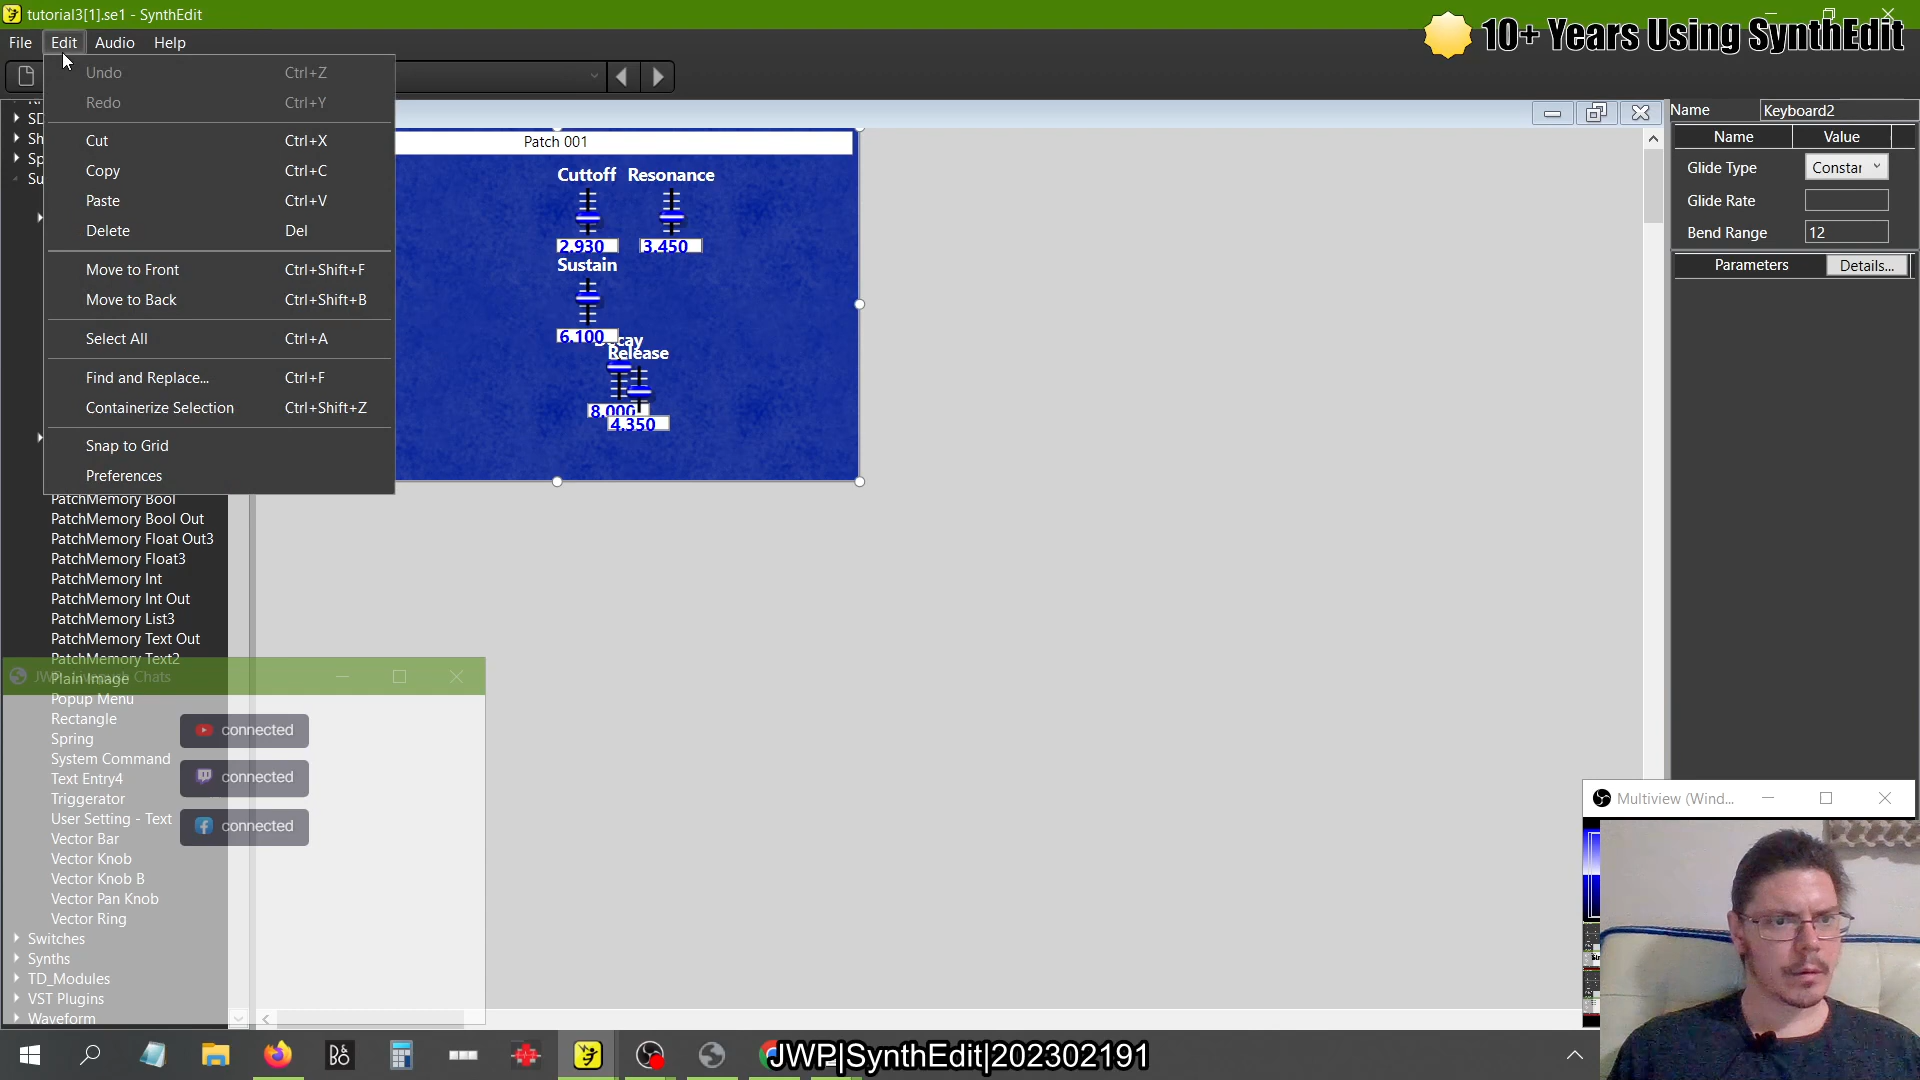 tutorial3[1].se1 - SynthEdit
File Edit Audio Help
10+ Years Using SynthEdit
Undo Ctrl+Z
Redo Ctrl+Y
Cut Ctrl+X
Copy Ctrl+C
Paste Ctrl+V
Delete Del
Move to Front Ctrl+Shift+F
Move to Back Ctrl+Shift+B
Select All Ctrl+A
Find and Replace... Ctrl+F
Containerize Selection Ctrl+Shift+Z
Snap to Grid
Preferences
SD
Sh
Sp
Su
Patch 001
Cuttoff Resonance
2.930 3.450
Sustain
6.100
Release
8.000
4.350
Name Keyboard2
Name Value
Glide Type Constar
Glide Rate
Bend Range 12
Parameters Details...
PatchMemory Bool
PatchMemory Bool Out
PatchMemory Float Out3
PatchMemory Float3
PatchMemory Int
PatchMemory Int Out
PatchMemory List3
PatchMemory Text Out
PatchMemory Text2
Plain Image
Popup Menu
Rectangle
Spring
System Command
Text Entry4
Triggerator
User Setting - Text
Vector Bar
Vector Knob
Vector Knob B
Vector Pan Knob
Vector Ring
Switches
Synths
TD_Modules
VST Plugins
Waveform
Chats
connected
connected
connected
Multiview (Wind...
JWP|SynthEdit|202302191